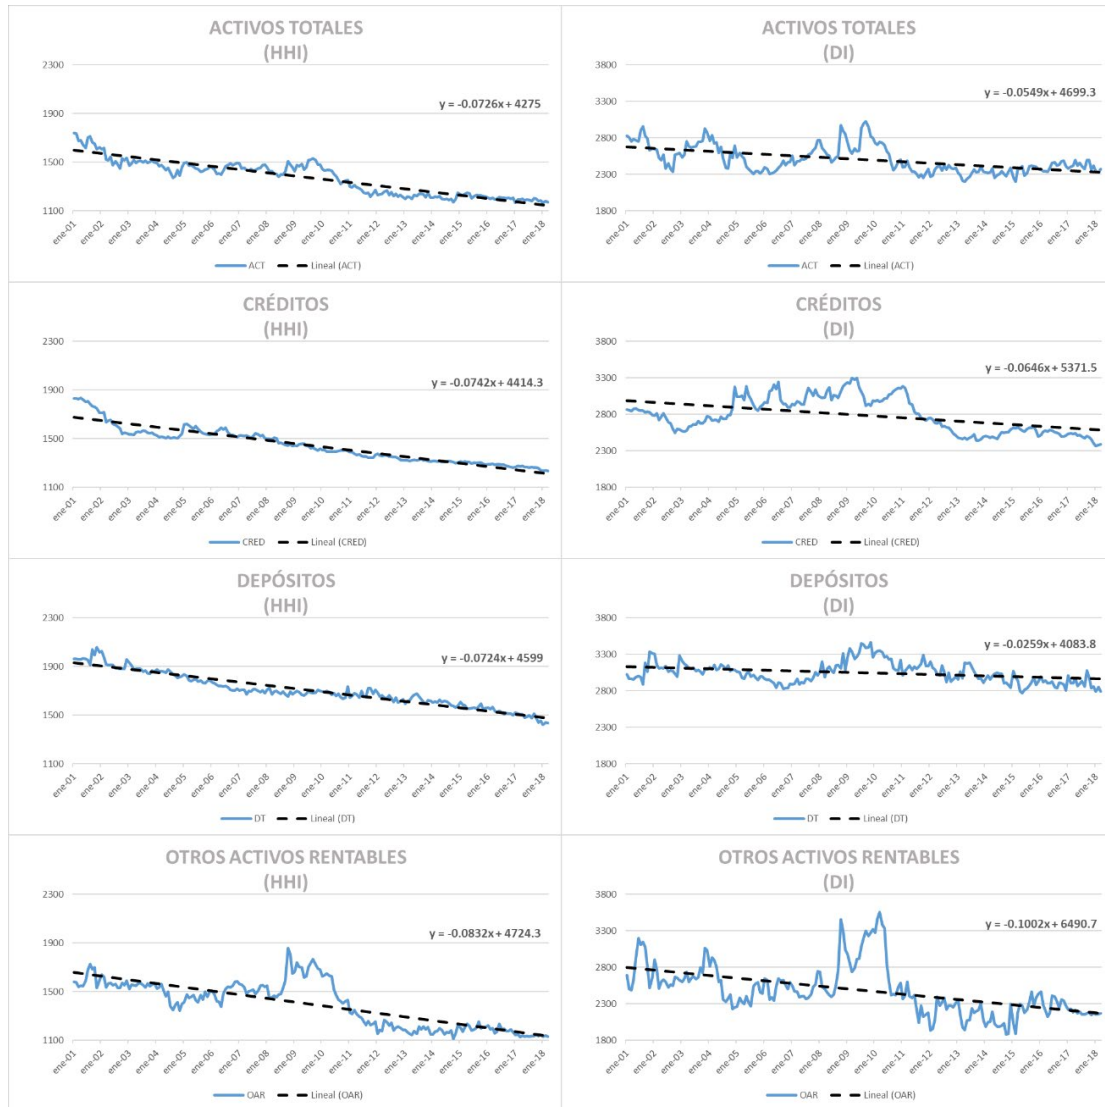 ACTIVOS TOTALES
(HHI)
2300
1900
1500
1100
y = -0.0726x + 4275
ene-01 ene-02 ene-03 ene-04 ene-05 ene-06 ene-07 ene-08 ene-09 ene-10 ene-11 ene-12 ene-13 ene-14 ene-15 ene-16 ene-17 ene-18
ACT Lineal (ACT)
ACTIVOS TOTALES
(DI)
3800
3300
2800
2300
1800
y = -0.0549x + 4699.3
ene-01 ene-02 ene-03 ene-04 ene-05 ene-06 ene-07 ene-08 ene-09 ene-10 ene-11 ene-12 ene-13 ene-14 ene-15 ene-16 ene-17 ene-18
ACT Lineal (ACT)
CRÉDITOS
(HHI)
2300
1900
1500
1100
y = -0.0742x + 4414.3
ene-01 ene-02 ene-03 ene-04 ene-05 ene-06 ene-07 ene-08 ene-09 ene-10 ene-11 ene-12 ene-13 ene-14 ene-15 ene-16 ene-17 ene-18
CRED Lineal (CRED)
CRÉDITOS
(DI)
3800
3300
2800
2300
1800
y = -0.0646x + 5371.5
ene-01 ene-02 ene-03 ene-04 ene-05 ene-06 ene-07 ene-08 ene-09 ene-10 ene-11 ene-12 ene-13 ene-14 ene-15 ene-16 ene-17 ene-18
CRED Lineal (CRED)
DEPÓSITOS
(HHI)
2300
1900
1500
1100
y = -0.0724x + 4599
ene-01 ene-02 ene-03 ene-04 ene-05 ene-06 ene-07 ene-08 ene-09 ene-10 ene-11 ene-12 ene-13 ene-14 ene-15 ene-16 ene-17 ene-18
DT Lineal (DT)
DEPÓSITOS
(DI)
3800
3300
2800
2300
1800
y = -0.0259x + 4083.8
ene-01 ene-02 ene-03 ene-04 ene-05 ene-06 ene-07 ene-08 ene-09 ene-10 ene-11 ene-12 ene-13 ene-14 ene-15 ene-16 ene-17 ene-18
DT Lineal (DT)
OTROS ACTIVOS RENTABLES
(HHI)
2300
1900
1500
1100
y = -0.0832x + 4724.3
ene-01 ene-02 ene-03 ene-04 ene-05 ene-06 ene-07 ene-08 ene-09 ene-10 ene-11 ene-12 ene-13 ene-14 ene-15 ene-16 ene-17 ene-18
OAR Lineal (OAR)
OTROS ACTIVOS RENTABLES
(DI)
3800
3300
2800
2300
1800
y = -0.1002x + 6490.7
ene-01 ene-02 ene-03 ene-04 ene-05 ene-06 ene-07 ene-08 ene-09 ene-10 ene-11 ene-12 ene-13 ene-14 ene-15 ene-16 ene-17 ene-18
OAR Lineal (OAR)